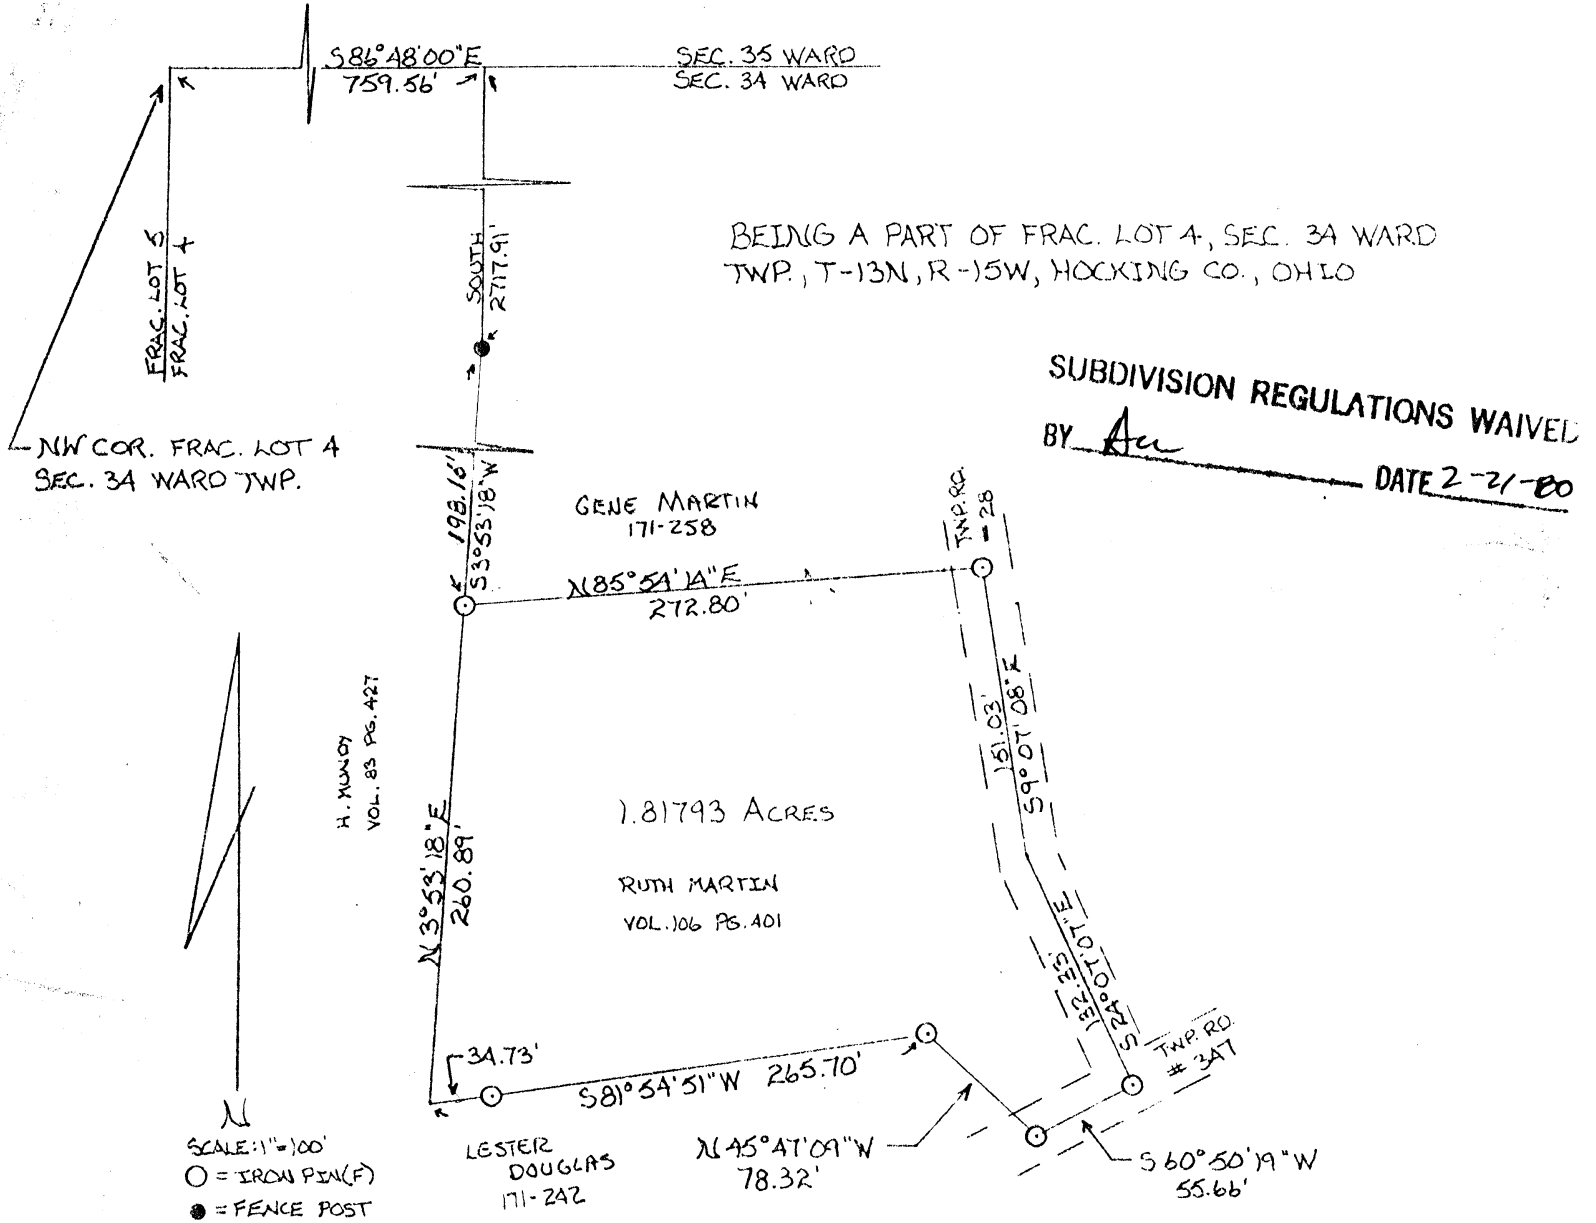 S86°48'00"E
759.56'
SEC. 35 WARD
SEC. 34 WARD
FRAC. LOT 5
FRAC. LOT 4
SOUTH
2717.91'
BEING A PART OF FRAC. LOT 4, SEC. 34 WARD
TWP., T-13N, R-15W, HOCKING CO., OHIO
SUBDIVISION REGULATIONS WAIVED
BY
DATE 2-21-80
NW COR. FRAC. LOT 4
SEC. 34 WARD TWP.
198.16'
S3°53'18"W
GENE MARTIN
171-258
TWP. RD.
28
N85°54'14"E
272.80'
H. MUNDY
VOL. 83 PG. 427
151.03'
S9°07'08"E
1.81793 ACRES
N3°53'18"E
260.89'
RUTH MARTIN
VOL. 106 PG. 401
S24°07'07"E
TWP. RD.
# 347
34.73'
S81°54'51"W 265.70'
N
SCALE: 1"=100'
O = IRON PIN(F)
● = FENCE POST
LESTER
DOUGLAS
171-242
N45°47'09"W
78.32'
S60°50'19"W
55.66'